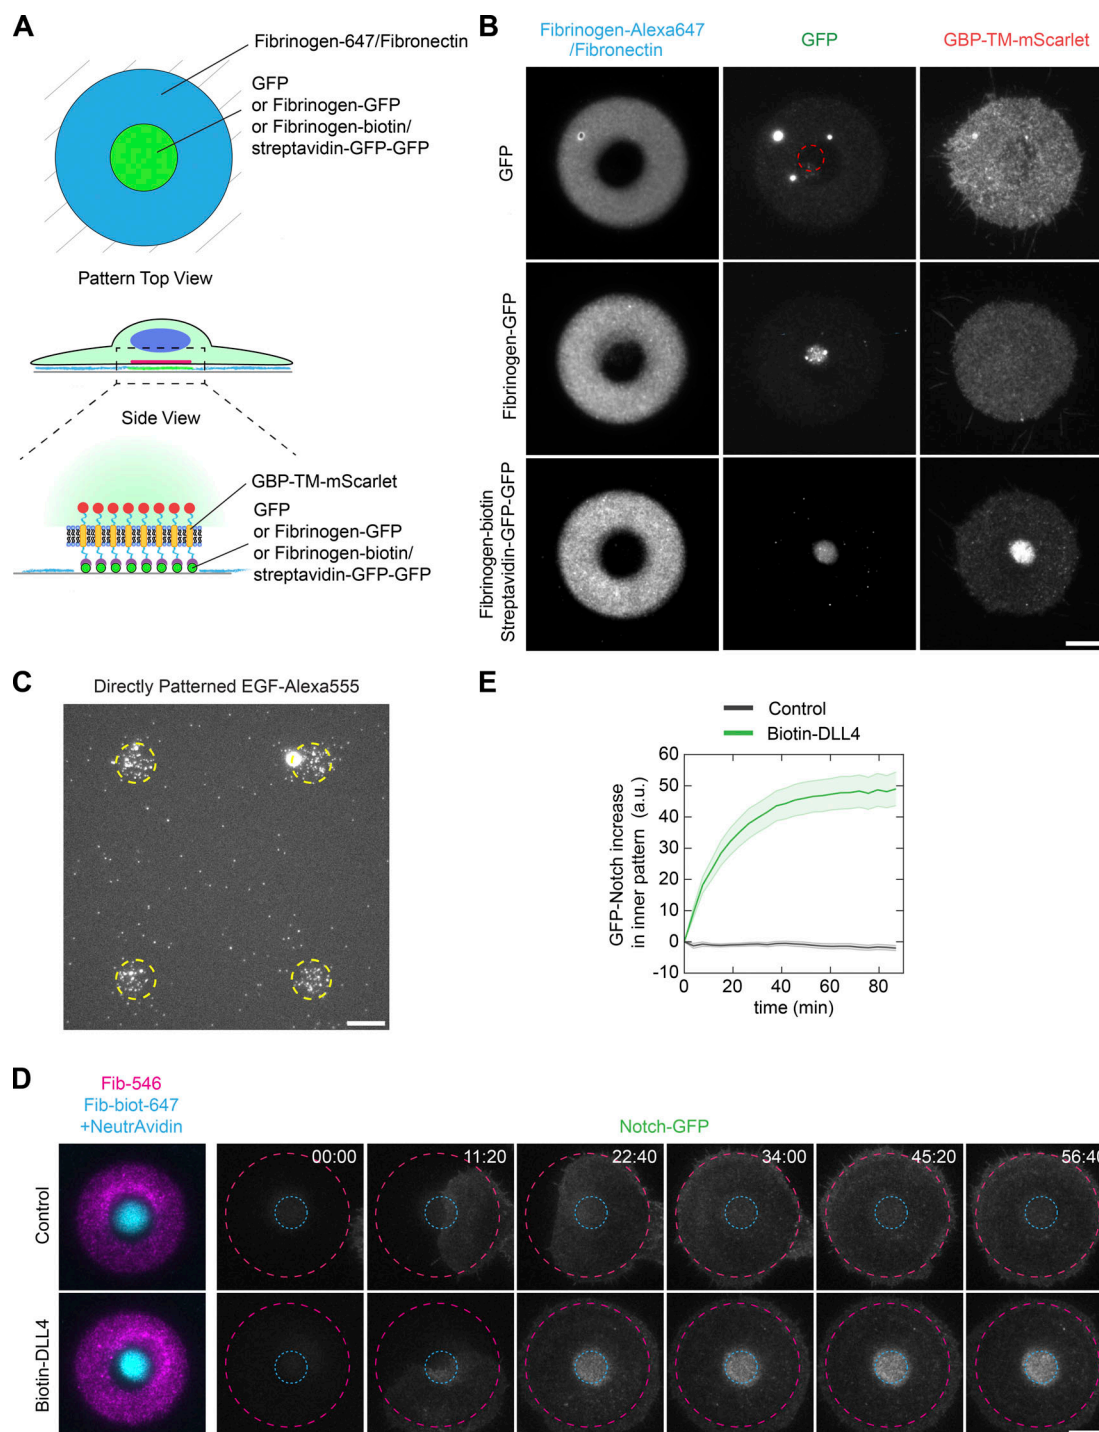 A
Fibrinogen-647/Fibronectin
GFP
or Fibrinogen-GFP
or Fibrinogen-biotin/
streptavidin-GFP-GFP
Pattern Top View
Side View
GBP-TM-mScarlet
GFP
or Fibrinogen-GFP
or Fibrinogen-biotin/
streptavidin-GFP-GFP
B
Fibrinogen-Alexa647
/Fibronectin
GFP
GBP-TM-mScarlet
GFP
Fibrinogen-GFP
Fibrinogen-biotin
Streptavidin-GFP-GFP
C
Directly Patterned EGF-Alexa555
E
Control
Biotin-DLL4
GFP-Notch increase
in inner pattern (a.u.)
60
50
40
30
20
10
0
-10
0
20
40
60
80
time (min)
D
Fib-546
Fib-biot-647
+NeutrAvidin
Notch-GFP
Control
00:00
11:20
22:40
34:00
45:20
56:40
Biotin-DLL4